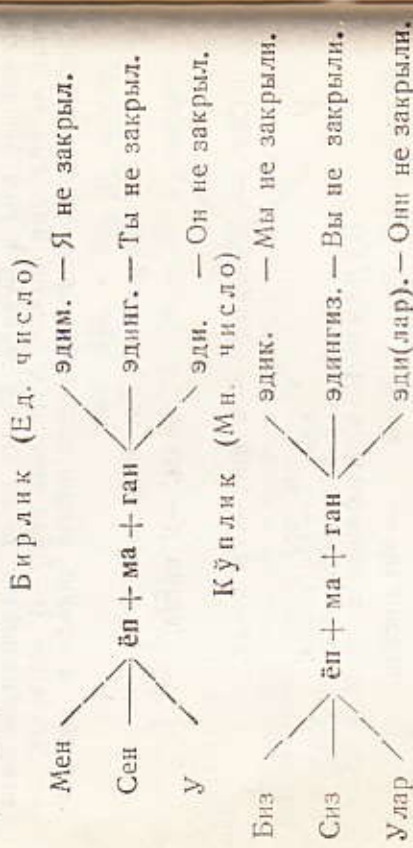 Бирлик (Ед. число)
Мен эдим. — Я не закрыл.
Сен ёп + ма + ган эдинг. — Ты не закрыл.
У эди. — Он не закрыл.
Кўплик (Мн. число)
Биз эдик. — Мы не закрыли.
Сиз ёп + ма + ган эдингиз. — Вы не закрыли.
Улар эди(лар). — Они не закрыли.